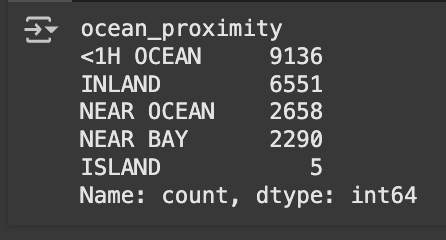 ocean_proximity
<1H OCEAN     9136
INLAND        6551
NEAR OCEAN    2658
NEAR BAY      2290
ISLAND           5
Name: count, dtype: int64